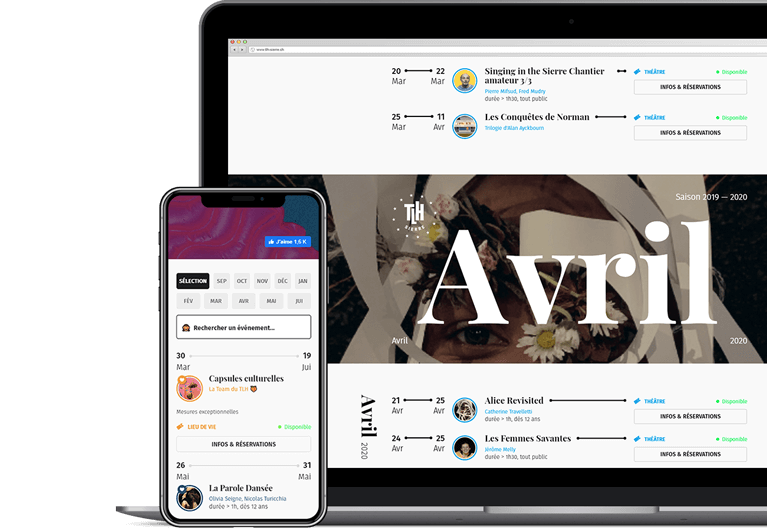 www.tlh-sierre.ch
20 22
Mar Mar
Singing in the Sierre Chantier
amateur 3/3
Pierre Mifsud, Fred Mudry
durée > 1h30, tout public
THÉÂTRE
Disponible
INFOS & RÉSERVATIONS
25 11
Mar Avr
Les Conquêtes de Norman
Trilogie d'Alan Ayckbourn
THÉÂTRE
Disponible
INFOS & RÉSERVATIONS
Saison 2019 — 2020
TLH
SIERRE
Avril
Avril
2020
Avril 2020
21 25
Avr Avr
Alice Revisited
Catherine Travelletti
durée > 1h, dès 12 ans
THÉÂTRE
Disponible
INFOS & RÉSERVATIONS
24 25
Avr Avr
Les Femmes Savantes
Jérôme Melly
durée > 1h30, tout public
THÉÂTRE
Disponible
INFOS & RÉSERVATIONS
J'aime 1,5 K
SÉLECTION SEP OCT NOV DÉC JAN
FÉV MAR AVR MAI JUI
Rechercher un événement...
30 19
Mar Jui
Capsules culturelles
La Team du TLH
Mesures exceptionnelles
LIEU DE VIE
Disponible
INFOS & RÉSERVATIONS
26 31
Mai Mai
La Parole Dansée
Olivia Seigne, Nicolas Turicchia
durée > 1h, dès 12 ans